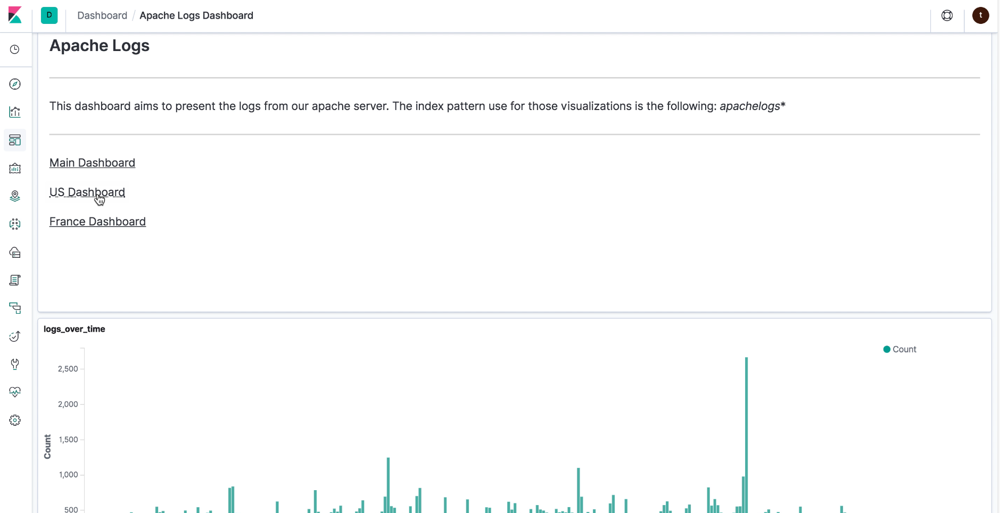 D
Dashboard / Apache Logs Dashboard
t
Apache Logs
This dashboard aims to present the logs from our apache server. The index pattern use for those visualizations is the following: apachelogs*
Main Dashboard
US Dashboard
France Dashboard
logs_over_time
Count
2,500
2,000
1,500
1,000
500
Count